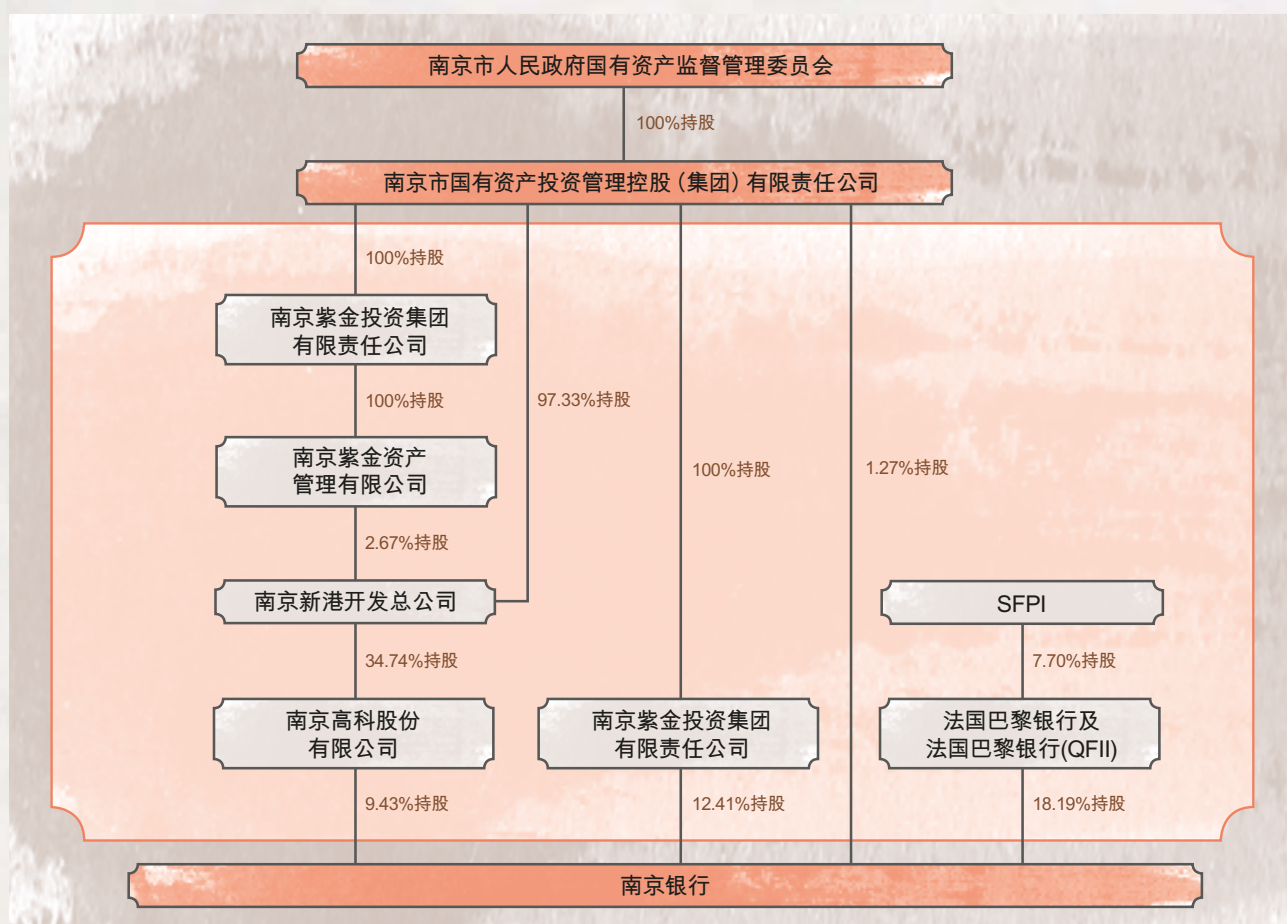 南京市人民政府国有资产监督管理委员会
100%持股
南京市国有资产投资管理控股（集团）有限责任公司
100%持股
南京紫金投资集团
有限责任公司
100%持股
97.33%持股
南京紫金资产
管理有限公司
100%持股
1.27%持股
2.67%持股
南京新港开发总公司
SFPI
34.74%持股
7.70%持股
南京高科股份
有限公司
南京紫金投资集团
有限责任公司
法国巴黎银行及
法国巴黎银行(QFII)
9.43%持股
12.41%持股
18.19%持股
南京银行